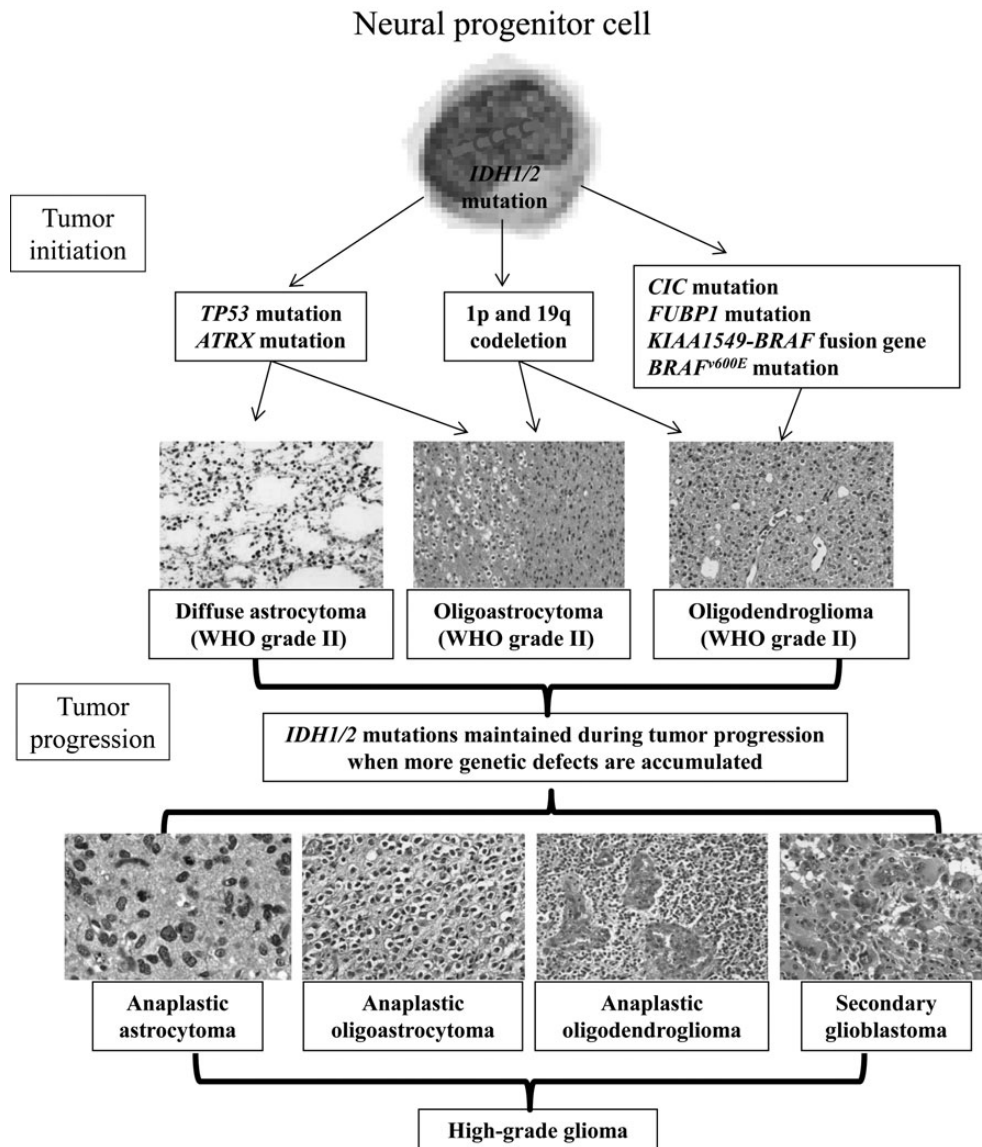 Neural progenitor cell
IDH1/2
mutation
Tumor
initiation
TP53 mutation
ATRX mutation
1p and 19q
codeletion
CIC mutation
FUBP1 mutation
KIAA1549-BRAF fusion gene
BRAFv600E mutation
Diffuse astrocytoma
(WHO grade II)
Oligoastrocytoma
(WHO grade II)
Oligodendroglioma
(WHO grade II)
Tumor
progression
IDH1/2 mutations maintained during tumor progression
when more genetic defects are accumulated
Anaplastic
astrocytoma
Anaplastic
oligoastrocytoma
Anaplastic
oligodendroglioma
Secondary
glioblastoma
High-grade glioma